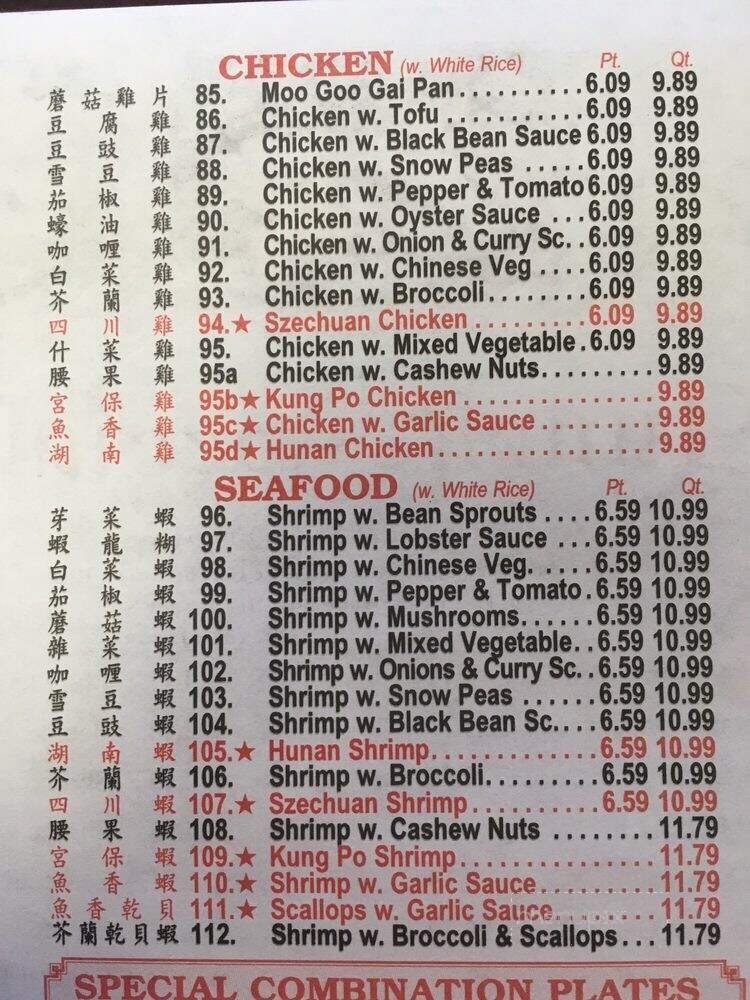 CHICKEN (w. White Rice) Pt. Qt.
蘑菇雞片 85. Moo Goo Gai Pan.......... 6.09 9.89
豆腐雞 86. Chicken w. Tofu ........... 6.09 9.89
豆豉雞 87. Chicken w. Black Bean Sauce 6.09 9.89
雪豆雞 88. Chicken w. Snow Peas ..... 6.09 9.89
茄椒雞 89. Chicken w. Pepper & Tomato 6.09 9.89
蠔油雞 90. Chicken w. Oyster Sauce ... 6.09 9.89
咖喱雞 91. Chicken w. Onion & Curry Sc. . 6.09 9.89
白菜雞 92. Chicken w. Chinese Veg .... 6.09 9.89
芥蘭雞 93. Chicken w. Broccoli........ 6.09 9.89
四川雞 94.★ Szechuan Chicken ......... 6.09 9.89
什菜雞 95. Chicken w. Mixed Vegetable . 6.09 9.89
腰果雞 95a Chicken w. Cashew Nuts......... 9.89
宮保雞 95b★ Kung Po Chicken ............... 9.89
魚香雞 95c★ Chicken w. Garlic Sauce ......... 9.89
湖南雞 95d★ Hunan Chicken................. 9.89
SEAFOOD (w. White Rice) Pt. Qt.
芽菜蝦 96. Shrimp w. Bean Sprouts .... 6.59 10.99
蝦龍糊 97. Shrimp w. Lobster Sauce ... 6.59 10.99
白菜蝦 98. Shrimp w. Chinese Veg. .... 6.59 10.99
茄椒蝦 99. Shrimp w. Pepper & Tomato . 6.59 10.99
蘑菇蝦 100. Shrimp w. Mushrooms...... 6.59 10.99
雜菜蝦 101. Shrimp w. Mixed Vegetable. . 6.59 10.99
咖喱蝦 102. Shrimp w. Onions & Curry Sc. . 6.59 10.99
雪豆蝦 103. Shrimp w. Snow Peas ...... 6.59 10.99
豆豉蝦 104. Shrimp w. Black Bean Sc.... 6.59 10.99
湖南蝦 105.★ Hunan Shrimp............. 6.59 10.99
芥蘭蝦 106. Shrimp w. Broccoli......... 6.59 10.99
四川蝦 107.★ Szechuan Shrimp .......... 6.59 10.99
腰果蝦 108. Shrimp w. Cashew Nuts ........ 11.79
宮保蝦 109.★ Kung Po Shrimp............... 11.79
魚香蝦 110.★ Shrimp w. Garlic Sauce......... 11.79
魚香乾貝 111.★ Scallops w. Garlic Sauce........ 11.79
芥蘭乾貝蝦 112. Shrimp w. Broccoli & Scallops... 11.79
SPECIAL COMBINATION PLATES